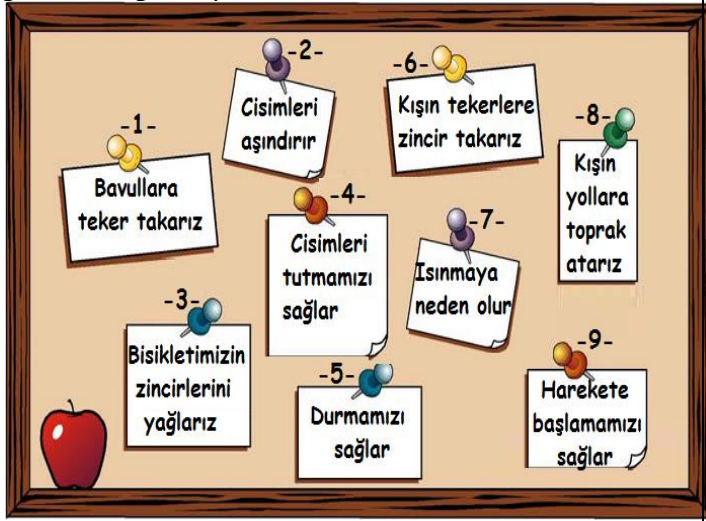 -1-
Bavullara
teker takarız
-2-
Cisimleri
aşındırır
-3-
Bisikletimizin
zincirlerini
yağlarız
-4-
Cisimleri
tutmamızı
sağlar
-5-
Durmamızı
sağlar
-6-
Kışın tekerlere
zincir takarız
-7-
Isınmaya
neden olur
-8-
Kışın
yollara
toprak
atarız
-9-
Harekete
başlamamızı
sağlar